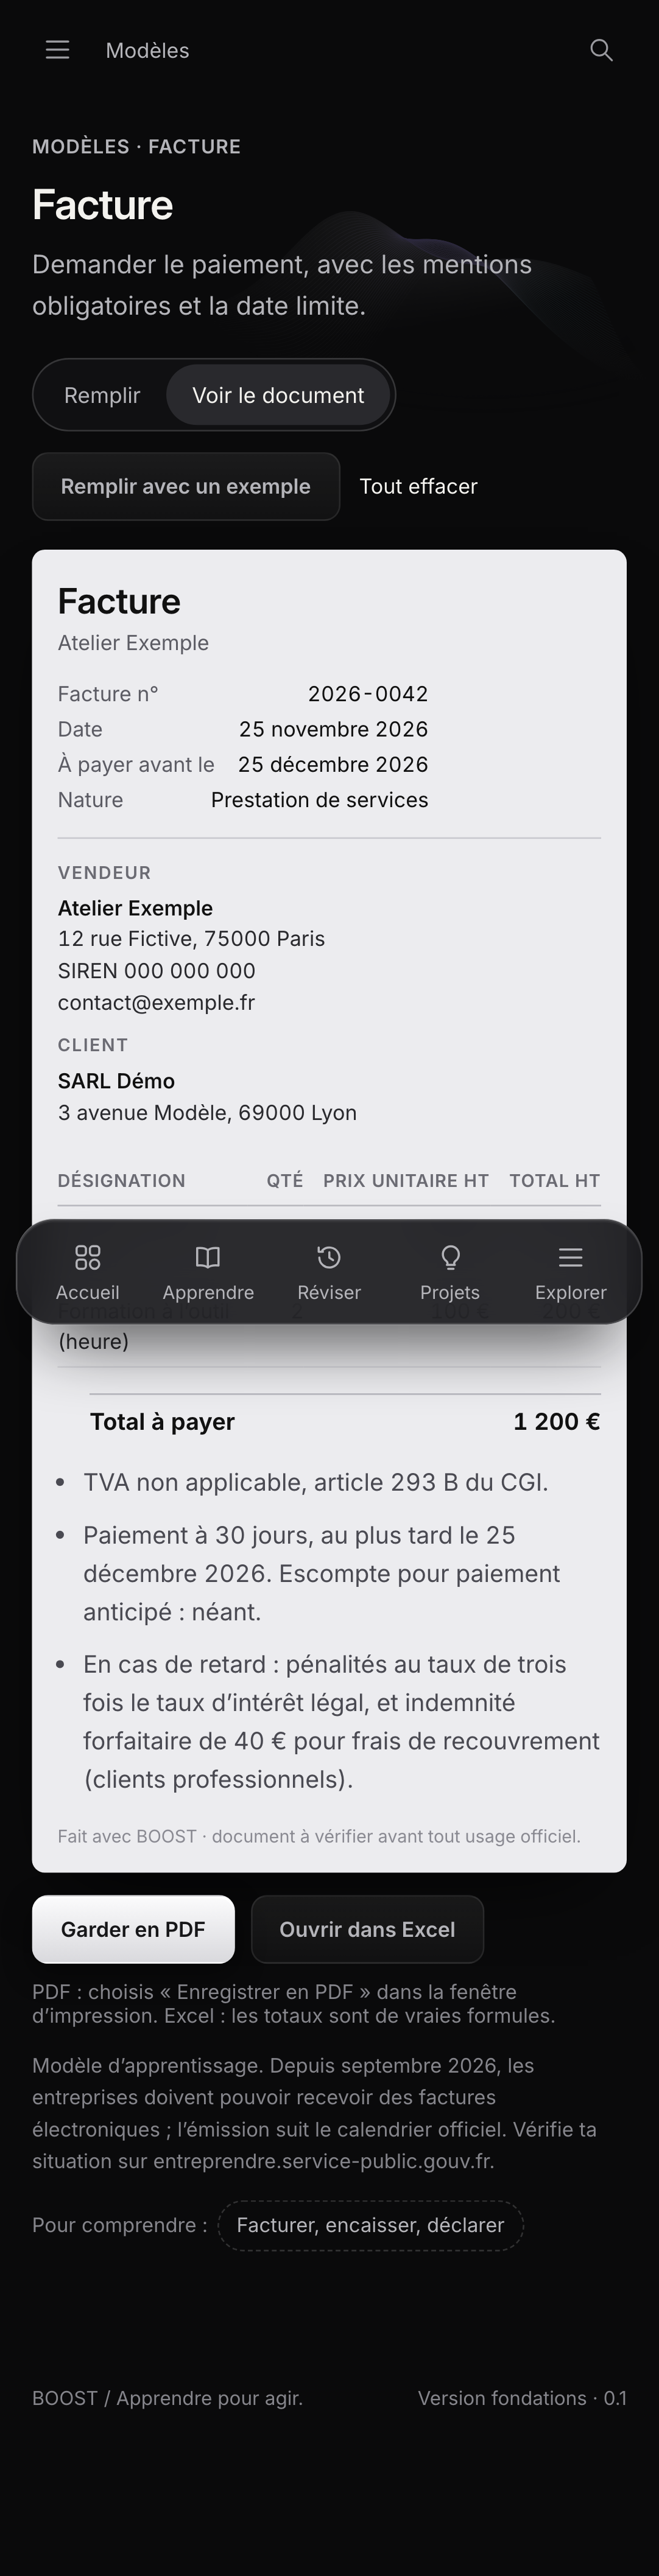 Modèles
MODÈLES · FACTURE
Facture
Demander le paiement, avec les mentions
obligatoires et la date limite.
Remplir Voir le document
Remplir avec un exemple Tout effacer
Facture
Atelier Exemple
Facture n° 2026-0042
Date 25 novembre 2026
À payer avant le 25 décembre 2026
Nature Prestation de services
VENDEUR
Atelier Exemple
12 rue Fictive, 75000 Paris
SIREN 000 000 000
contact@exemple.fr
CLIENT
SARL Démo
3 avenue Modèle, 69000 Lyon
DÉSIGNATION QTÉ PRIX UNITAIRE HT TOTAL HT
Accueil Apprendre Réviser Projets Explorer
Formation à l'outil 2 100 € 200 €
(heure)
Total à payer 1 200 €
• TVA non applicable, article 293 B du CGI.
• Paiement à 30 jours, au plus tard le 25
décembre 2026. Escompte pour paiement
anticipé : néant.
• En cas de retard : pénalités au taux de trois
fois le taux d’intérêt légal, et indemnité
forfaitaire de 40 € pour frais de recouvrement
(clients professionnels).
Fait avec BOOST · document à vérifier avant tout usage officiel.
Garder en PDF Ouvrir dans Excel
PDF : choisis « Enregistrer en PDF » dans la fenêtre
d’impression. Excel : les totaux sont de vraies formules.
Modèle d’apprentissage. Depuis septembre 2026, les
entreprises doivent pouvoir recevoir des factures
électroniques ; l’émission suit le calendrier officiel. Vérifie ta
situation sur entreprendre.service-public.gouv.fr.
Pour comprendre : Facturer, encaisser, déclarer
BOOST / Apprendre pour agir. Version fondations · 0.1